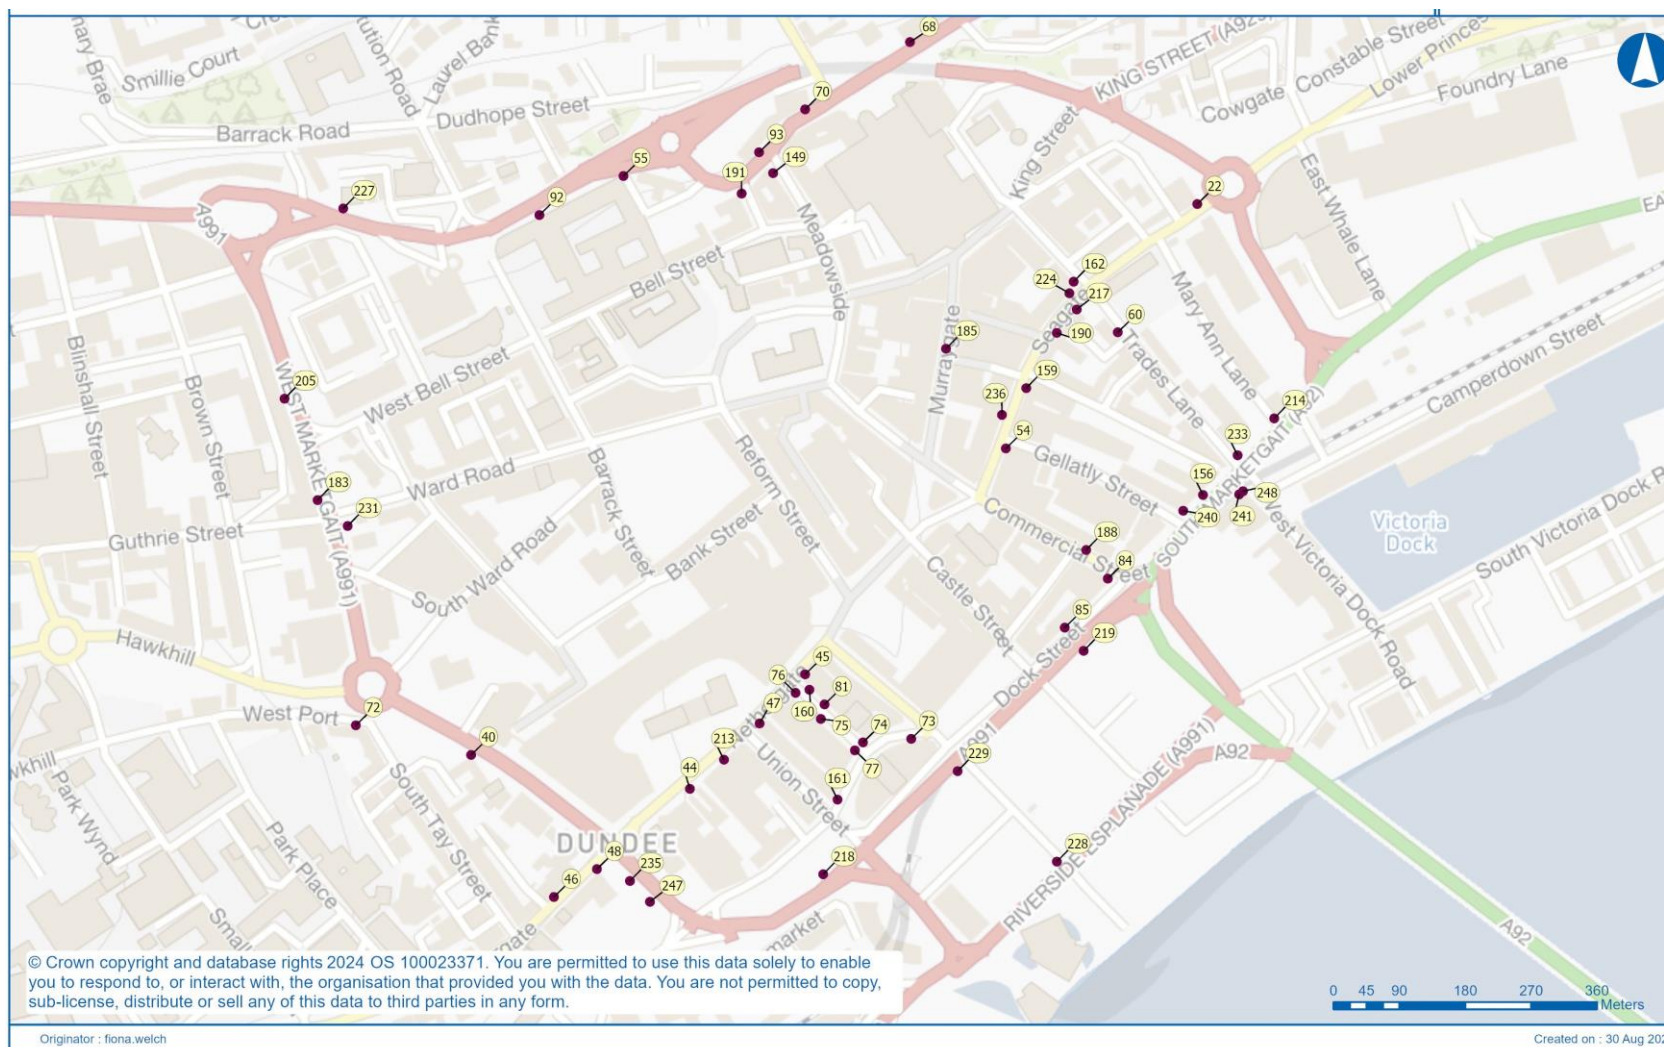 68
Smillie Court
Laurel Bank
KING STREET (A929)
Constable Street
Lower Princes
Foundry Lane
Cowgate
Dudhope Street
Barrack Road
70
93
149
191
55
92
227
A991
22
King Street
East Whale Lane
Meadowside
Bell Street
162
224
217
60
190
Seagate
Mary Ann Lane
185
Murraygate
Trades Lane
159
236
54
Camperdown Street
214
233
205
Blinshall Street
Brown Street
West Bell Street
WEST MARKETGAIT (A991)
Ward Road
Barrack Street
Reform Street
Gellatly Street
156
248
240
241
SOUTH MARKETGAIT (A92)
183
231
Guthrie Street
South Ward Road
Bank Street
Commercial Street
188
84
Victoria
Dock
South Victoria Dock
West Victoria Dock Road
Castle Street
85
219
Dock Street
Hawkhill
West Port
72
40
76
45
81
47
160
75
74
73
77
213
44
161
Union Street
A991
229
RIVERSIDE ESPLANADE (A991)
A92
Park Wynd
Park Place
South Tay Street
DUNDEE
48
46
235
247
218
228
A92
© Crown copyright and database rights 2024 OS 100023371. You are permitted to use this data solely to enable
you to respond to, or interact with, the organisation that provided you with the data. You are not permitted to copy,
sub-license, distribute or sell any of this data to third parties in any form.
0 45 90 180 270 360
Meters
Originator : fiona.welch
Created on : 30 Aug 202